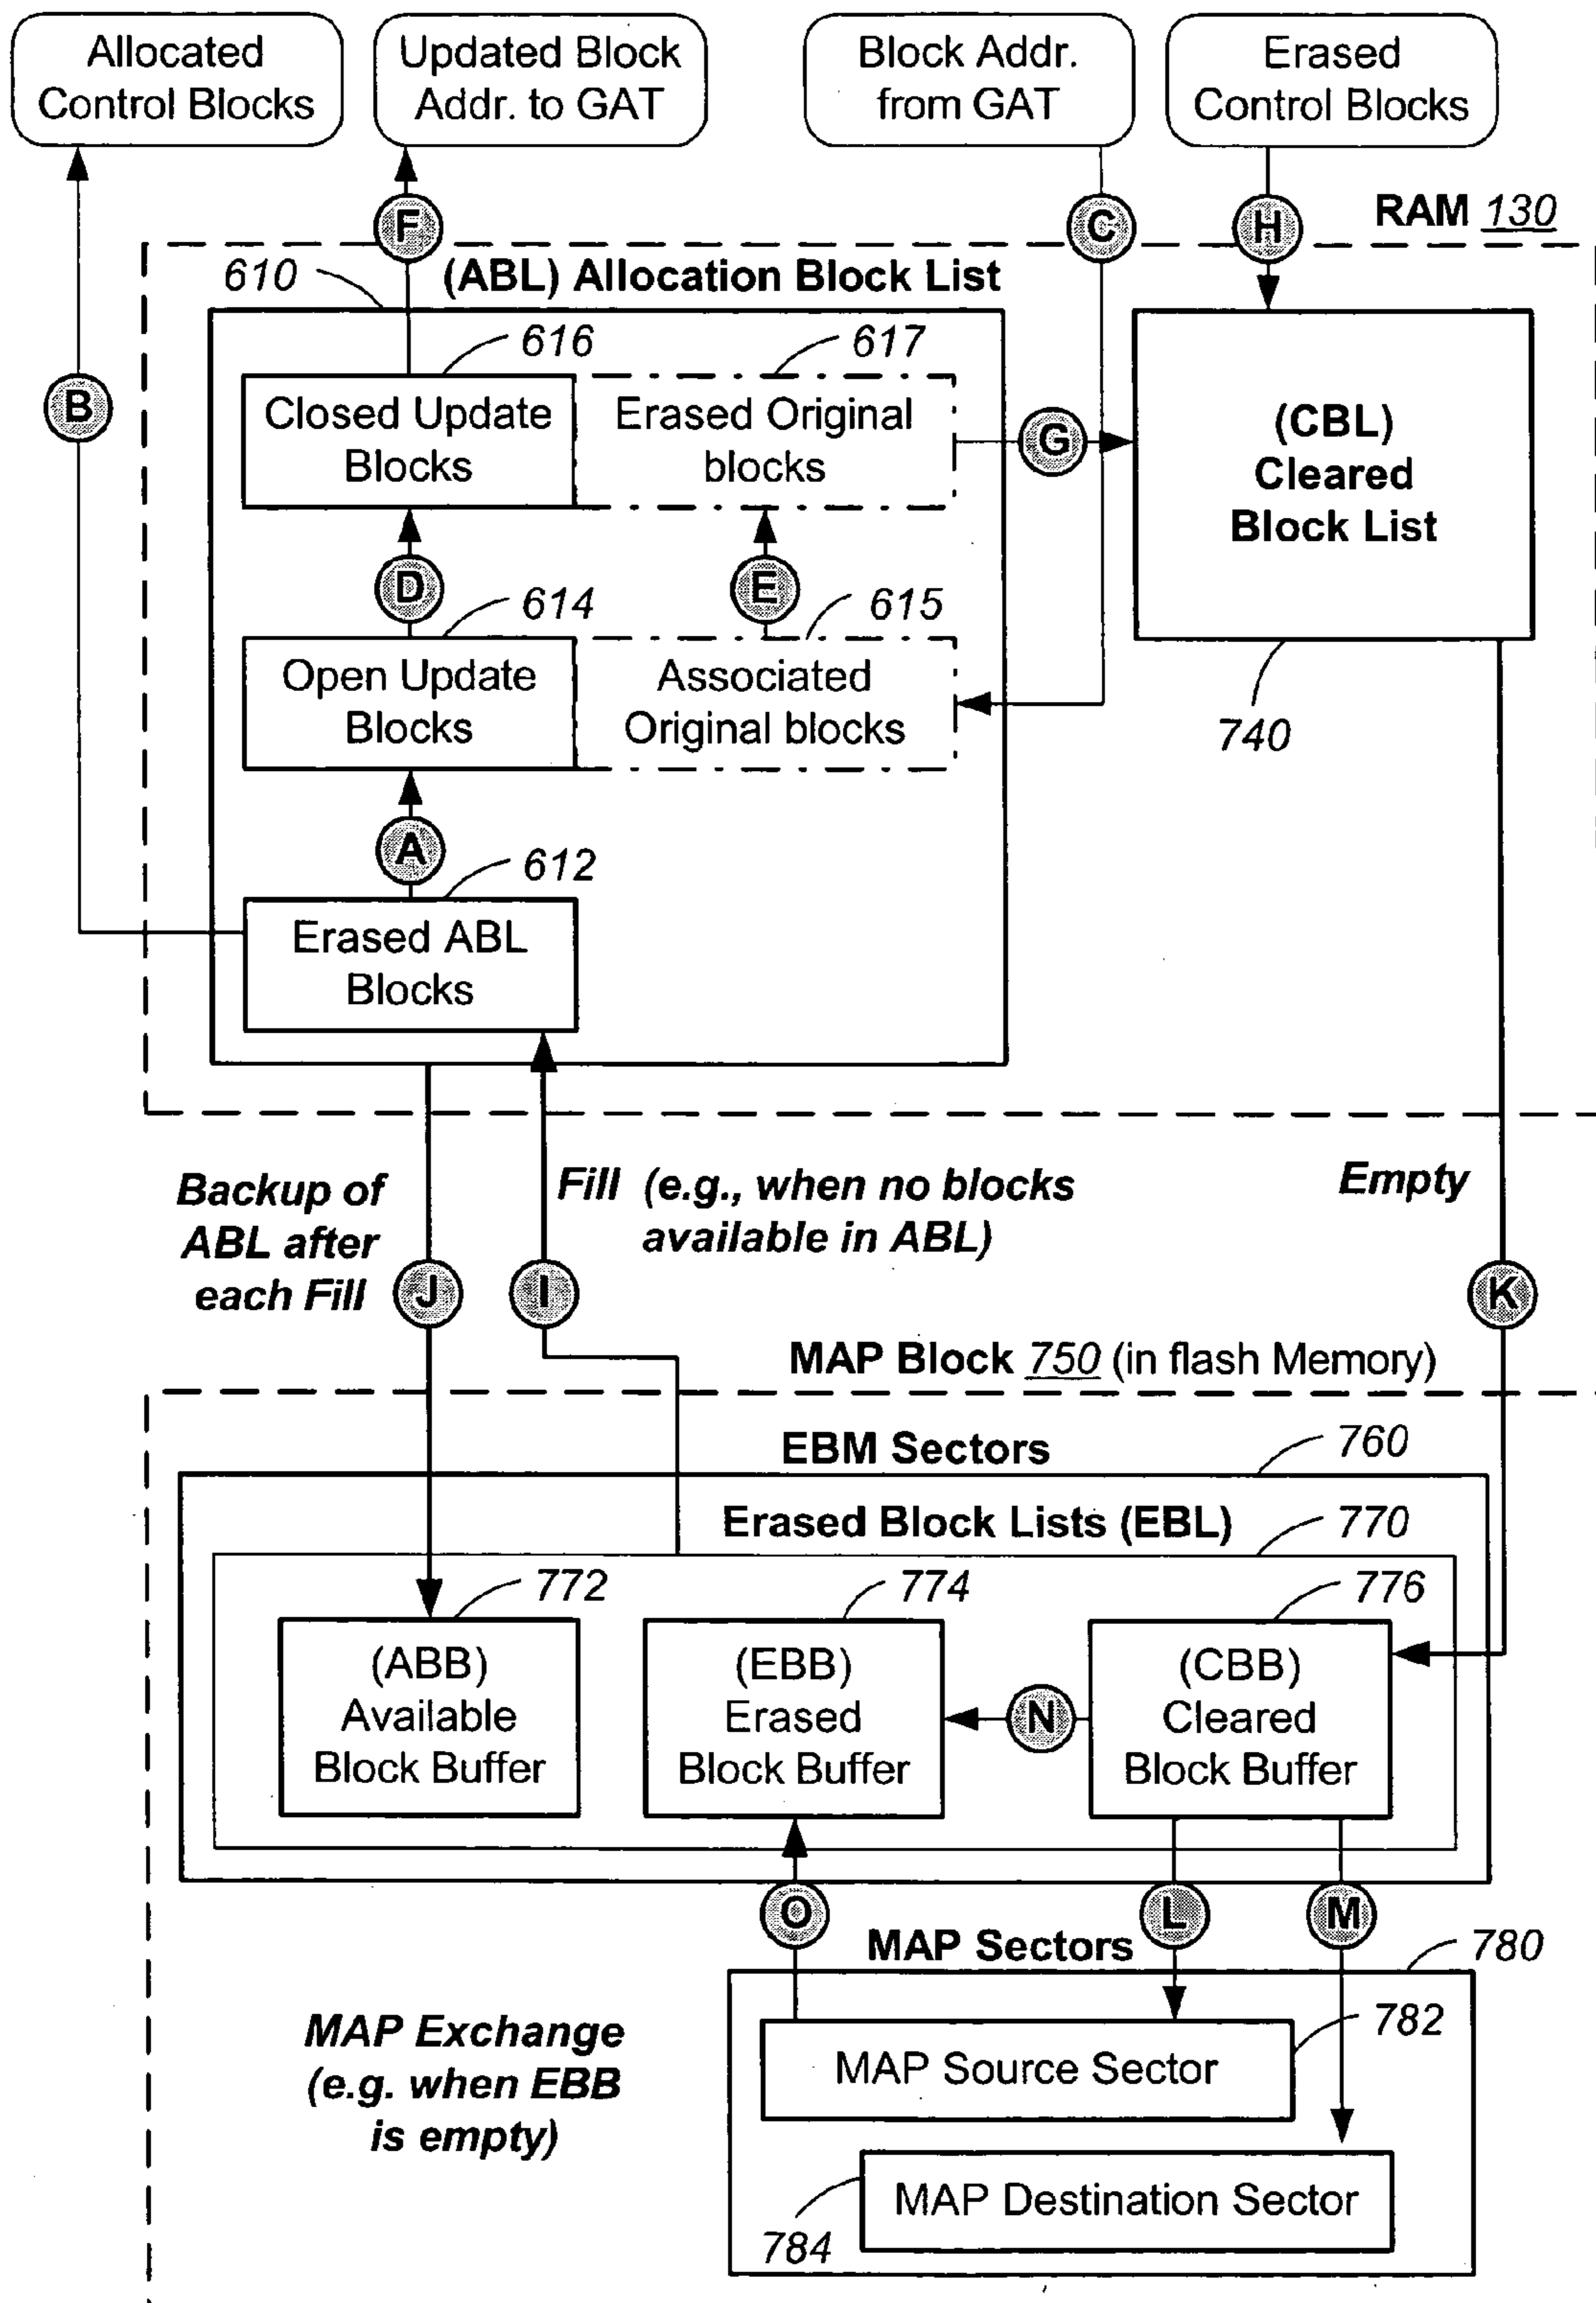 Allocated
Control Blocks
Updated Block
Addr. to GAT
Block Addr.
from GAT
Erased
Control Blocks
F
C
H
RAM 130
610
(ABL) Allocation Block List
616
617
B
Closed Update
Blocks
Erased Original
blocks
G
(CBL)
Cleared
Block List
D
E
614
615
Open Update
Blocks
Associated
Original blocks
740
A
612
Erased ABL
Blocks
Backup of
ABL after
each Fill
J
Fill (e.g., when no blocks
available in ABL)
I
Empty
K
MAP Block 750 (in flash Memory)
EBM Sectors
760
Erased Block Lists (EBL)
770
772
774
776
(ABB)
Available
Block Buffer
(EBB)
Erased
Block Buffer
N
(CBB)
Cleared
Block Buffer
O
L
M
MAP Sectors
780
MAP Exchange
(e.g. when EBB
is empty)
782
MAP Source Sector
MAP Destination Sector
784